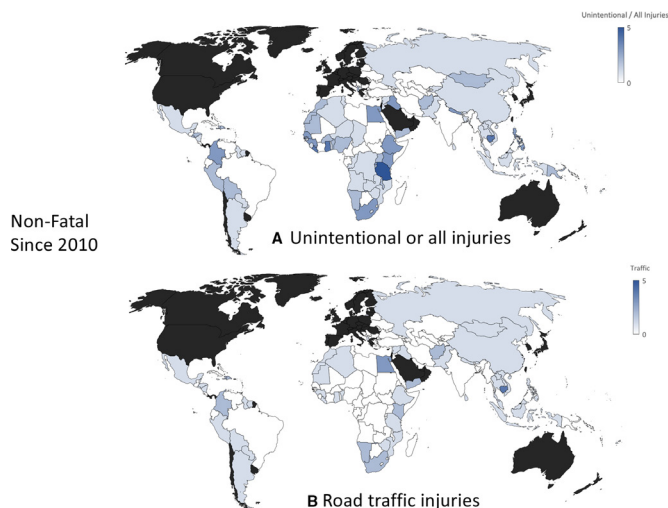 Unintentional / All Injuries
5
0
Non-Fatal
Since 2010
A Unintentional or all injuries
Traffic
5
0
B Road traffic injuries